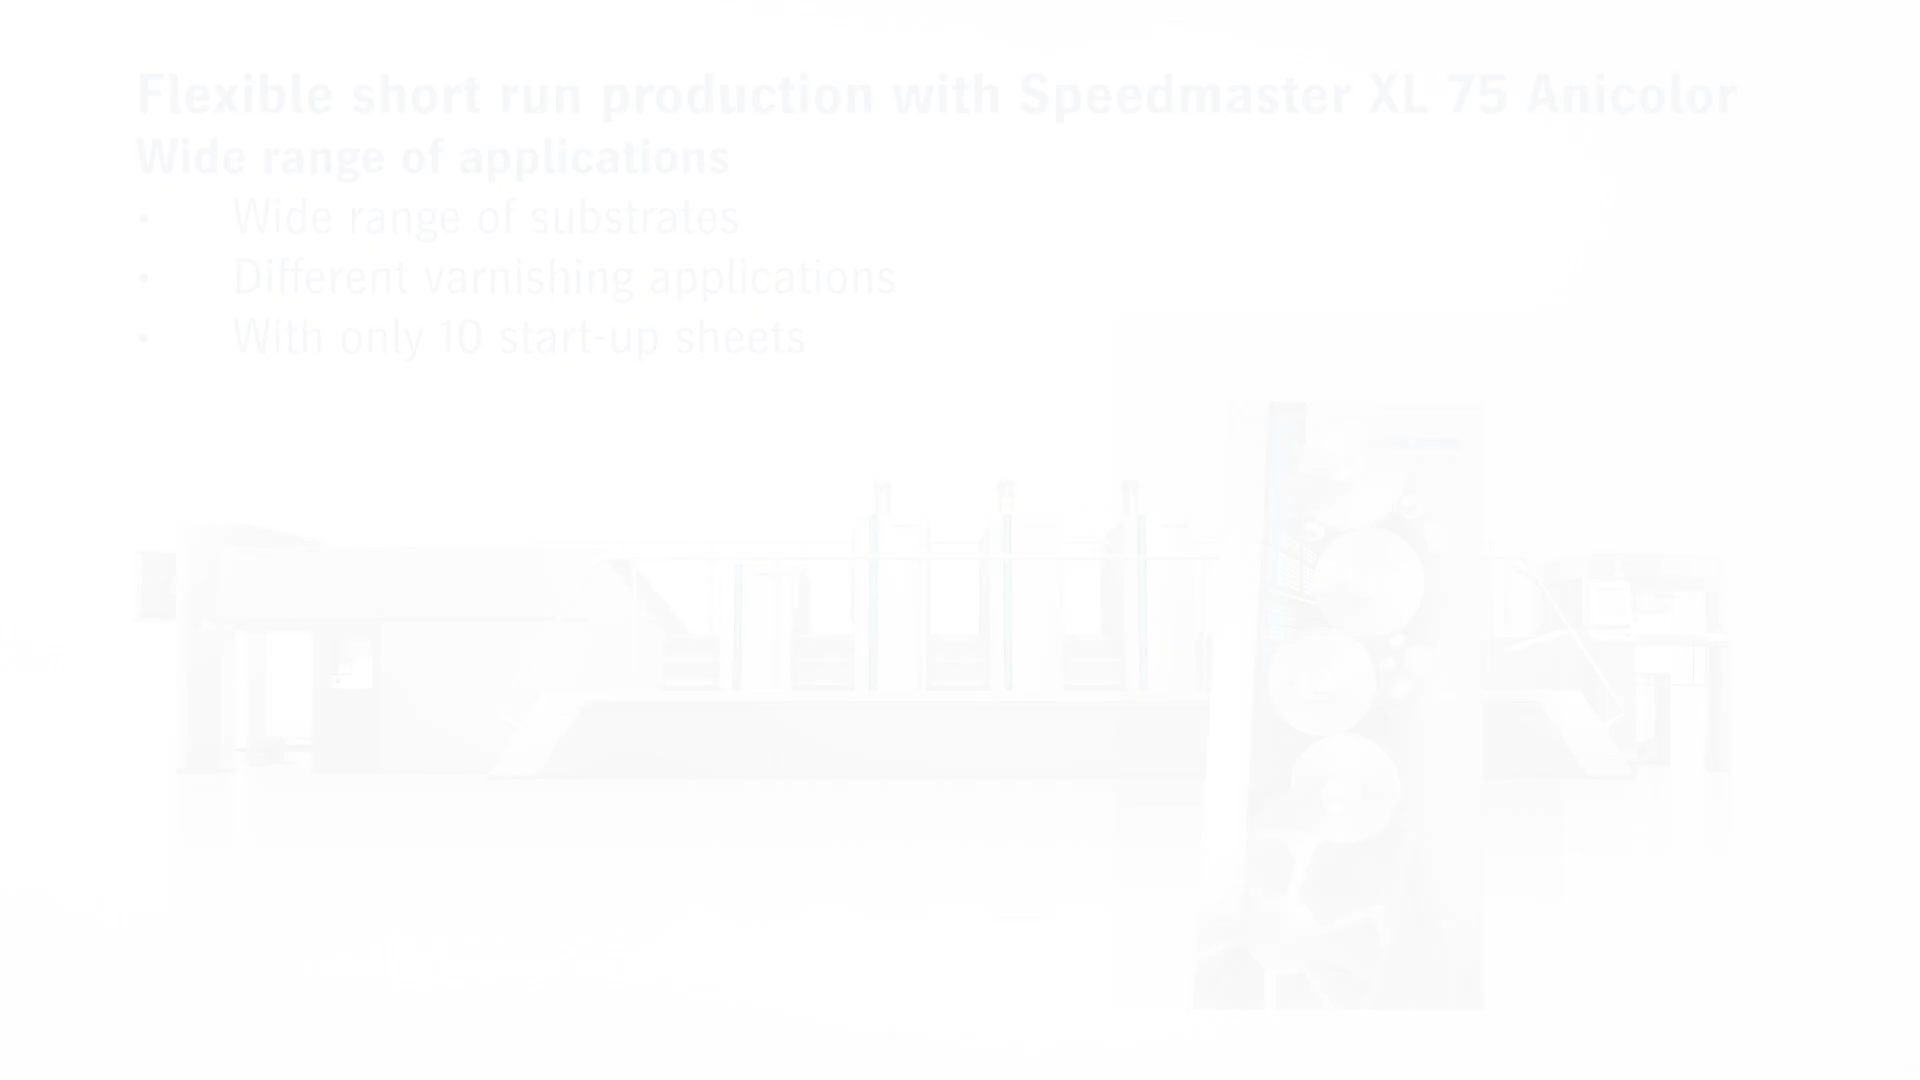 Flexible short run production with Speedmaster XL 75 Anicolor
Wide range of applications
• Wide range of substrates
• Different varnishing applications
• With only 10 start-up sheets